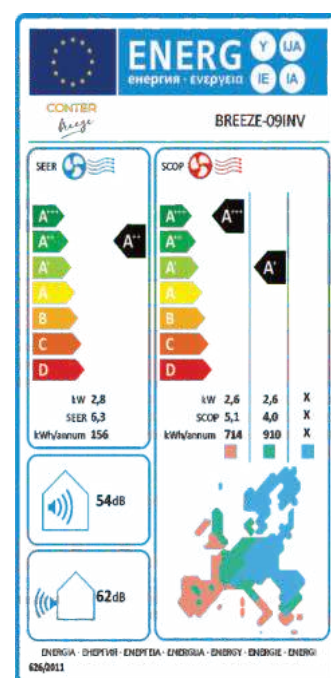 ENERG Y IJA
енергия · ενεργεια IE IA
CONTER
Breeze
BREEZE-09INV
SEER
SCOP
A+++
A++
A+
A
B
C
D
A++
A+++
A++
A+
A
B
C
D
A+++
A+
kW 2,8
SEER 6,3
kWh/annum 156
kW 2,6 2,6 X
SCOP 5,1 4,0 X
kWh/annum 714 910 X
54dB
62dB
ENERGIA · ЕНЕРГИЯ · ΕΝΕΡΓΕΙΑ · ENERGIJA · ENERGY · ENERGIE · ENERGI
626/2011